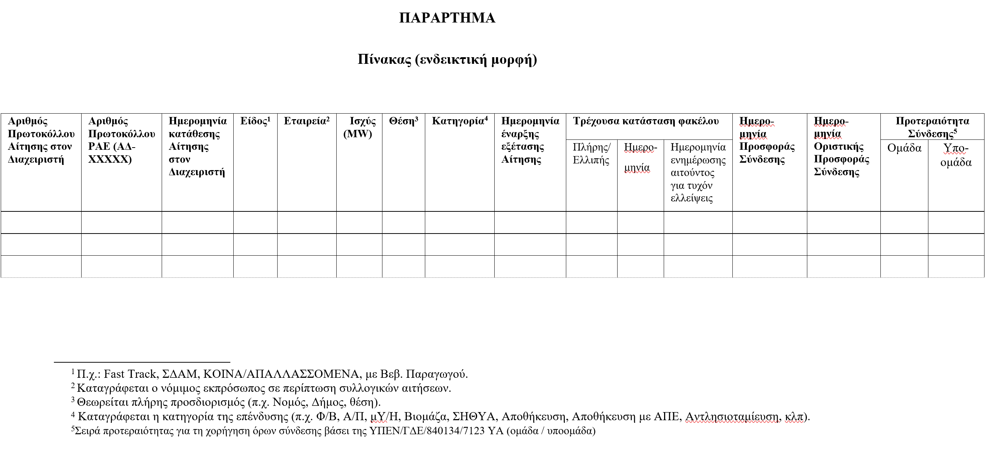 ΠΑΡΑΡΤΗΜΑ
Πίνακας (ενδεικτική μορφή)
Αριθμός
Πρωτοκόλλου
Αίτησης στον
Διαχειριστή
Αριθμός
Πρωτοκόλλου
ΡΑΕ (ΑΔ-
ΧΧΧΧΧ)
Ημερομηνία
κατάθεσης
Αίτησης
στον
Διαχειριστή
Είδος¹
Εταιρεία²
Ισχύς
(MW)
Θέση³
Κατηγορία⁴
Ημερομηνία
έναρξης
εξέτασης
Αίτησης
Τρέχουσα κατάσταση φακέλου
Πλήρης/
Ελλιπής
Ημερο-
μηνία
Ημερομηνία
ενημέρωσης
αιτούντος
για τυχόν
ελλείψεις
Ημερο-
μηνία
Προσφοράς
Σύνδεσης
Ημερο-
μηνία
Οριστικής
Προσφοράς
Σύνδεσης
Προτεραιότητα
Σύνδεσης⁵
Ομάδα
Υπο-
ομάδα
¹ Π.χ.: Fast Track, ΣΔΑΜ, ΚΟΙΝΑ/ΑΠΑΛΛΑΣΣΟΜΕΝΑ, με Βεβ. Παραγωγού.
² Καταγράφεται ο νόμιμος εκπρόσωπος σε περίπτωση συλλογικών αιτήσεων.
³ Θεωρείται πλήρης προσδιορισμός (π.χ. Νομός, Δήμος, θέση).
⁴ Καταγράφεται η κατηγορία της επένδυσης (π.χ. Φ/Β, Α/Π, μΥ/Η, Βιομάζα, ΣΗΘΥΑ, Αποθήκευση, Αποθήκευση με ΑΠΕ, Αντλησιοταμίευση, κλπ).
⁵Σειρά προτεραιότητας για τη χορήγηση όρων σύνδεσης βάσει της ΥΠΕΝ/ΓΔΕ/840134/7123 ΥΑ (ομάδα / υποομάδα)